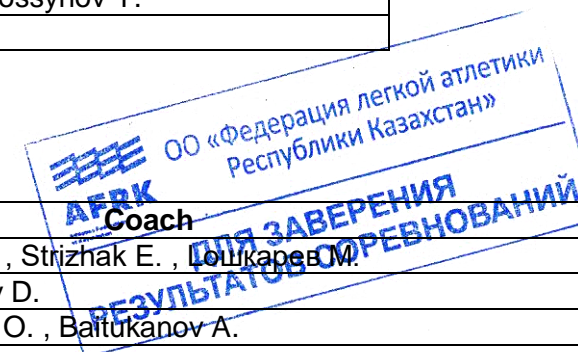 ossynov T.
ОО «Федерация легкой атлетики
Республики Казахстан»
AFRK
ДЛЯ ЗАВЕРЕНИЯ
РЕЗУЛЬТАТОВ СОРЕВНОВАНИЙ
Coach
, Strizhak E. , Лошкарев М.
D.
O. , Baitukanov A.